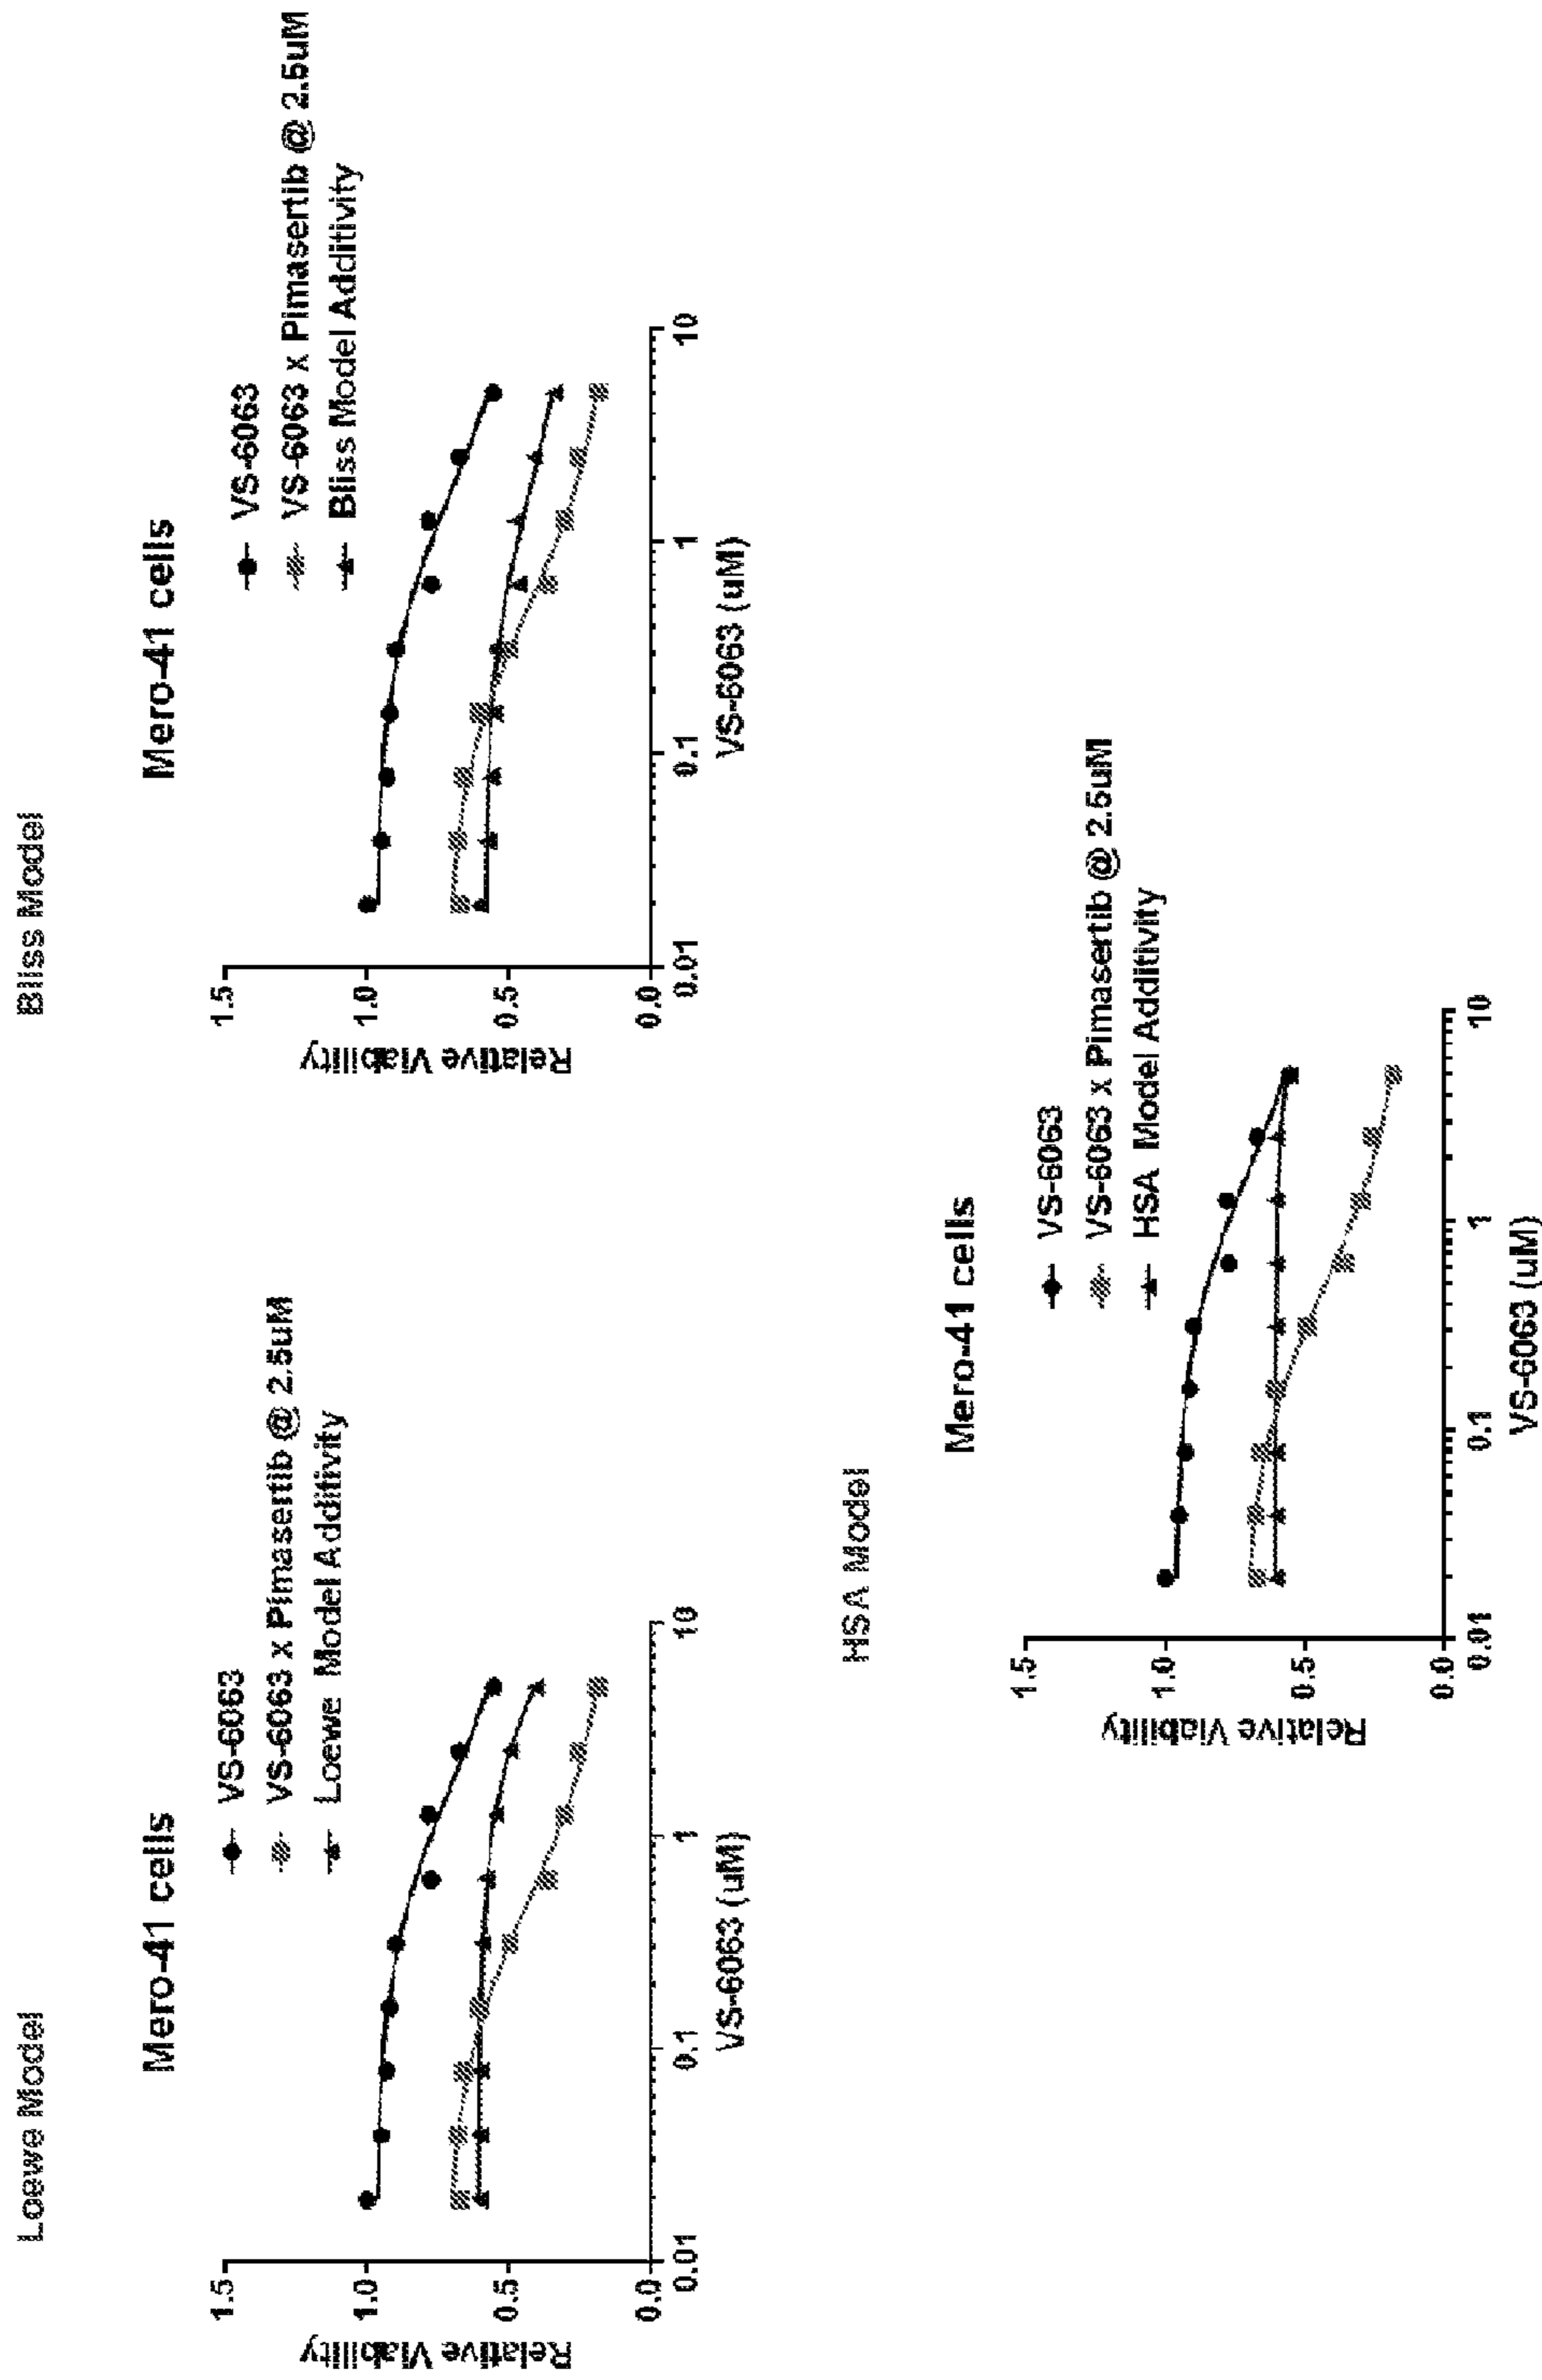 Loewe Model
Mero-41 cells
VS-6063
VS-6063 x Pimasertib @ 2.5uM
Loewe Model Additivity
Relative Viability
1.5
1.0
0.5
0.0
0.01
0.1
1
10
VS-6063 (uM)
Bliss Model
Mero-41 cells
VS-6063
VS-6063 x Pimasertib @ 2.5uM
Bliss Model Additivity
Relative Viability
1.5
1.0
0.5
0.0
0.01
0.1
1
10
VS-6063 (uM)
HSA Model
Mero-41 cells
VS-6063
VS-6063 x Pimasertib @ 2.5uM
HSA Model Additivity
Relative Viability
1.5
1.0
0.5
0.0
0.01
0.1
1
10
VS-6063 (uM)